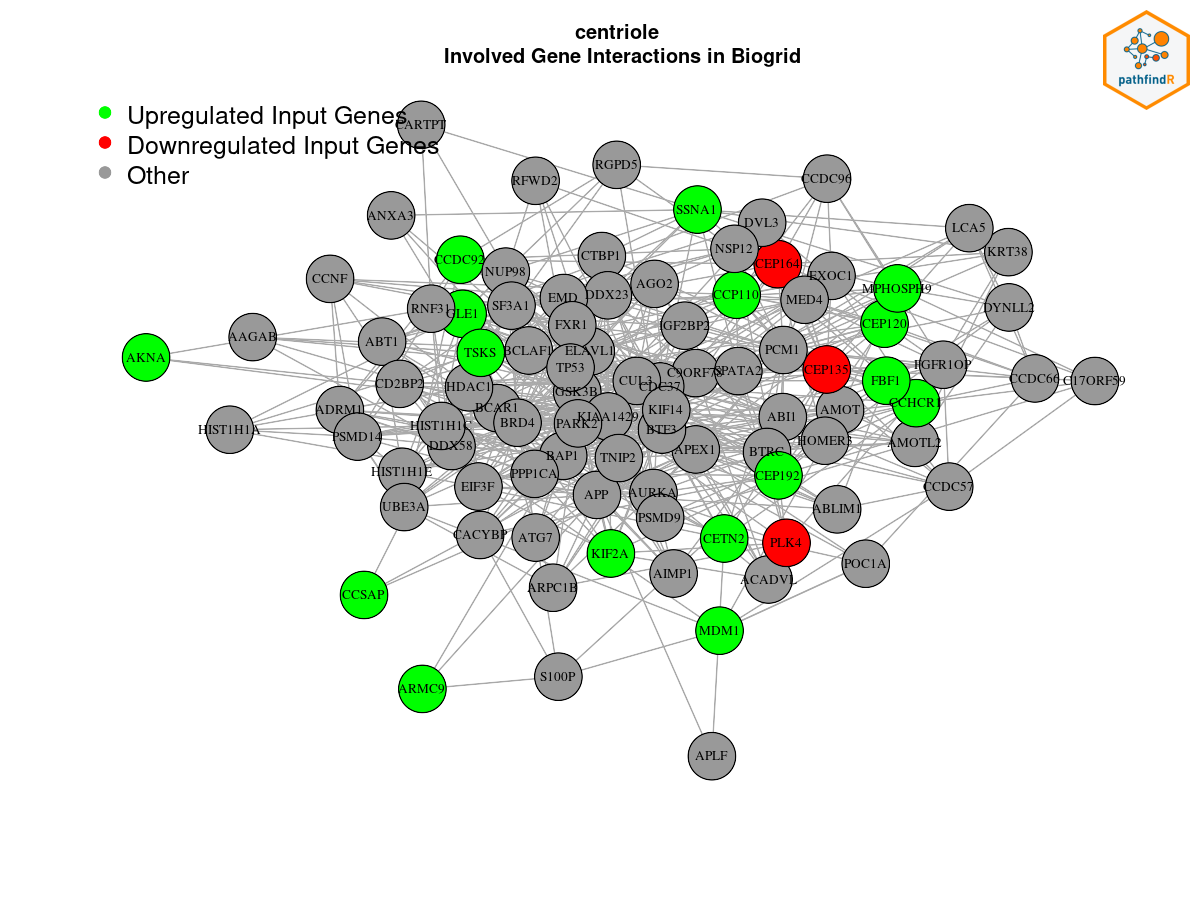 centriole
Involved Gene Interactions in Biogrid
pathfindR
Upregulated Input Genes
Downregulated Input Genes
Other
CARTPT
RGPD5
RFWD2
CCDC96
SSNA1
ANXA3
DVL3
LCA5
NSP12
KRT38
CTBP1
CCDC92
CEP164
NUP98
EXOC1
CCNF
AGO2
MPHOSPH9
DDX23
CCP110
EMD
MED4
SF3A1
DYNLL2
RNF31
GLE1
FXR1
CEP120
AAGAB
ABT1
PCM1
BCLAF1
ELAVL1
TSKS
AKNA
FGFR1OP
TP53
CEP135
SPATA2
CCDC66
FBF1
CUL3
C17ORF59
CD2BP2
HDAC1
CDC37
GSK3B
CCHCR1
BCAR1
ADRM1
AMOT
KIF14
KIAA1429
ABI1
BRD4
PARK2
HIST1H1C
HIST1H1A
BTF3
PSMD14
HOMER3
AMOTL2
DDX58
APEX1
BTRC
BAP1
TNIP2
HIST1H1E
PPP1CA
CEP192
EIF3F
CCDC57
AURKA
APP
UBE3A
ABLIM1
PSMD9
CACYBP
ATG7
CETN2
PLK4
KIF2A
POC1A
AIMP1
ACADVL
ARPC1B
CCSAP
MDM1
S100P
ARMC9
APLF